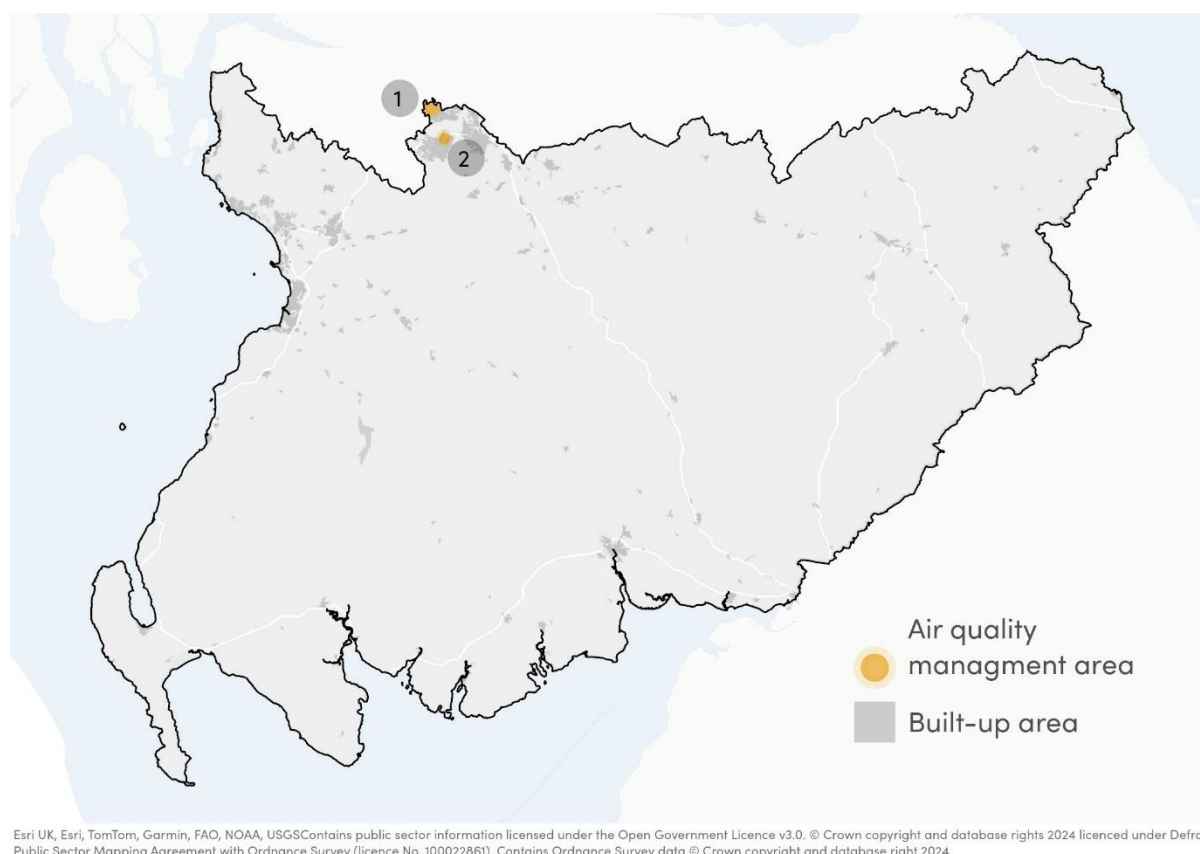 1
2
Air quality
managment area
Built-up area
Esri UK, Esri, TomTom, Garmin, FAO, NOAA, USGSContains public sector information licensed under the Open Government Licence v3.0. © Crown copyright and database rights 2024 licenced under Defra
Public Sector Mapping Agreement with Ordnance Survey (licence No. 100022861). Contains Ordnance Survey data © Crown copyright and database right 2024